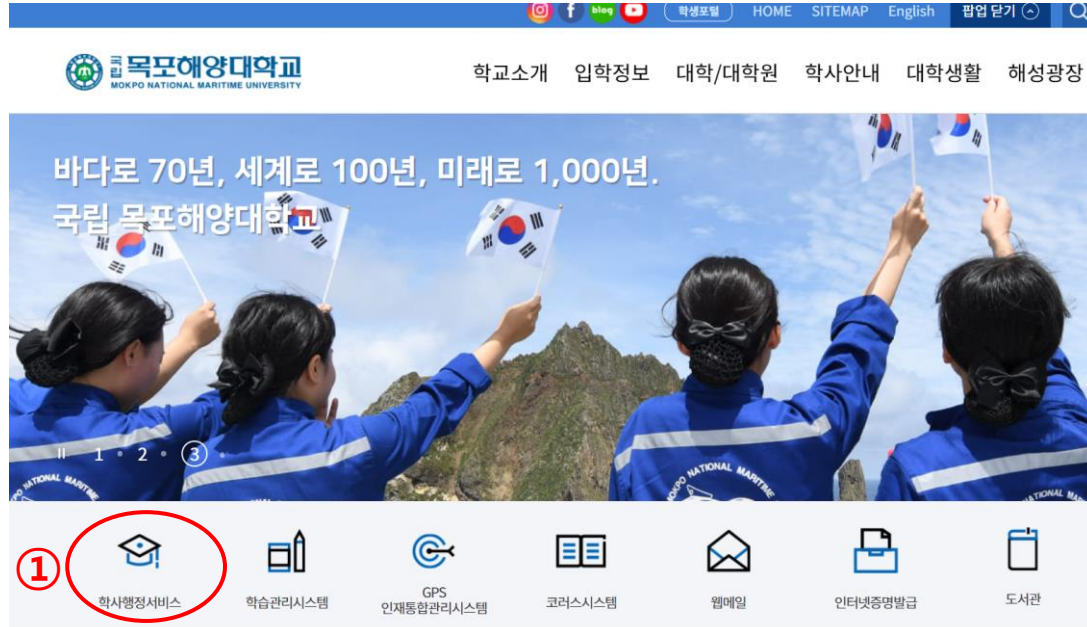 blog 학생포털 HOME SITEMAP English 팝업 닫기
국립 목포해양대학교
MOKPO NATIONAL MARITIME UNIVERSITY
학교소개 입학정보 대학/대학원 학사안내 대학생활 해성광장
바다로 70년, 세계로 100년, 미래로 1,000년.
국립 목포해양대학교
1 2 3
NATIONAL MARITIME
MOKPO NATIONAL MARITIME
①
학사행정서비스
학습관리시스템
GPS
인재통합관리시스템
코러스시스템
웹메일
인터넷증명발급
도서관